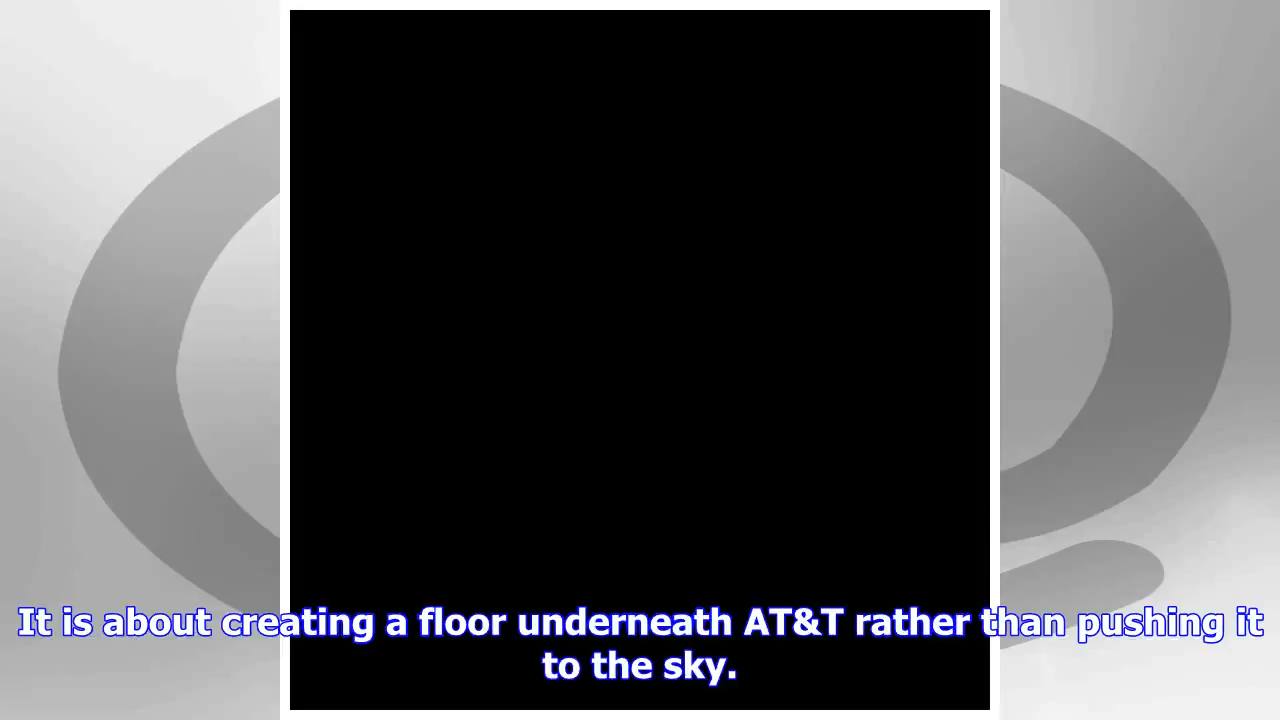 It is about creating a floor underneath AT&T rather than pushing it
to the sky.